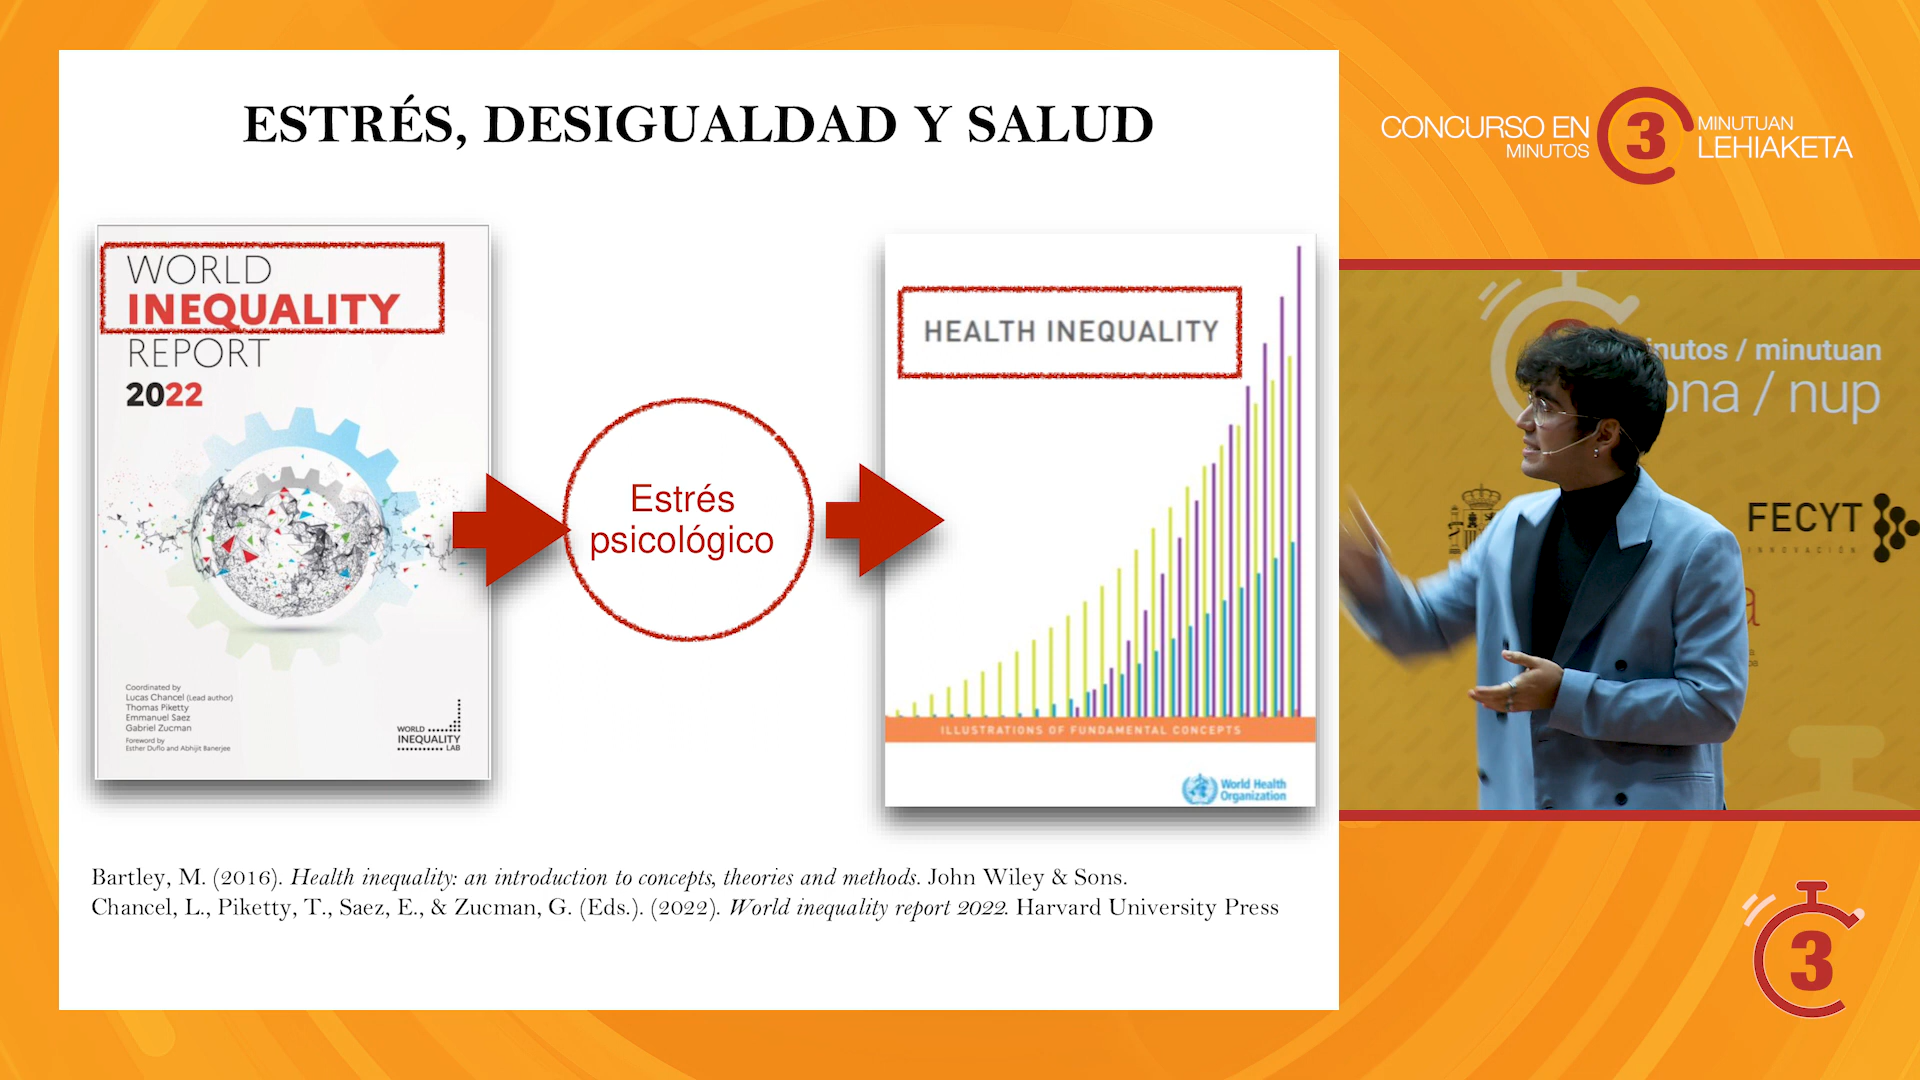 ESTRÉS, DESIGUALDAD Y SALUD
WORLD
INEQUALITY
REPORT
2022
Coordinated by
Lucas Chancel (Lead author)
Thomas Piketty
Emmanuel Saez
Gabriel Zucman
Foreword by
Esther Duflo and Abhijit Banerjee
WORLD
INEQUALITY
LAB
Estrés
psicológico
HEALTH INEQUALITY
ILLUSTRATIONS OF FUNDAMENTAL CONCEPTS
World Health
Organization
Bartley, M. (2016). Health inequality: an introduction to concepts, theories and methods. John Wiley & Sons.
Chancel, L., Piketty, T., Saez, E., & Zucman, G. (Eds.). (2022). World inequality report 2022. Harvard University Press
CONCURSO EN
MINUTOS
3
MINUTUAN
LEHIAKETA
inutos / minutuan
ona / nup
FECYT
INNOVACIÓN
a
3